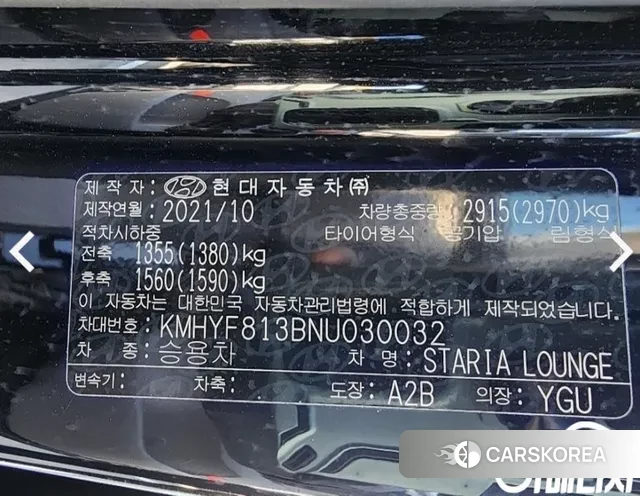 제 작 자 : 현대자동차㈜
제작연월 : 2021/10 차량총중량 2915(2970)kg
적차시하중 타이어형식 공기압 림형식
전축 1355(1380)kg
후축 1560(1590)kg
이 자동차는 대한민국 자동차관리법령에 적합하게 제작되었습니다.
차대번호 : KMHYF813BNU030032
차 종 : 승용차 차 명 : STARIA LOUNGE
변속기 : 차축 : 도장 : A2B 의장 : YGU
CARSKOREA